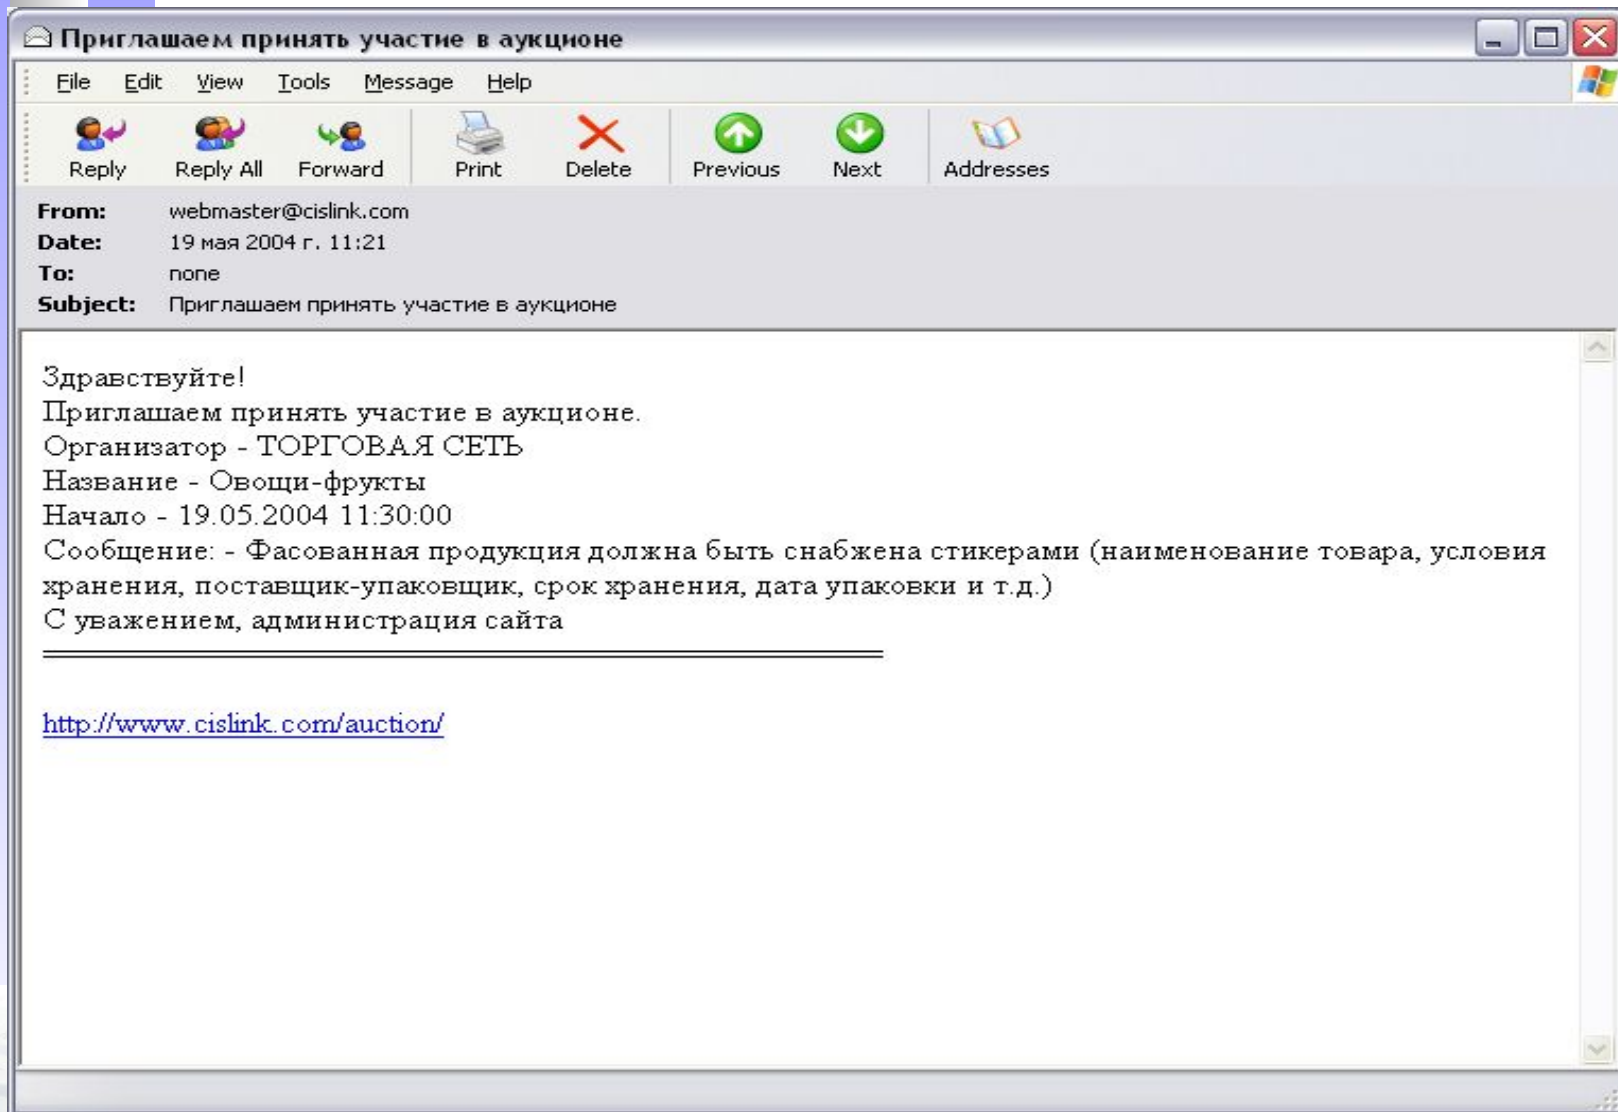 Приглашаем принять участие в аукционе
File Edit View Tools Message Help
Reply Reply All Forward Print Delete Previous Next Addresses
From: webmaster@cislink.com
Date: 19 мая 2004 г. 11:21
To: none
Subject: Приглашаем принять участие в аукционе
Здравствуйте!
Приглашаем принять участие в аукционе.
Организатор - ТОРГОВАЯ СЕТЬ
Название - Овощи-фрукты
Начало - 19.05.2004 11:30:00
Сообщение: - Фасованная продукция должна быть снабжена стикерами (наименование товара, условия
хранения, поставщик-упаковщик, срок хранения, дата упаковки и т.д.)
С уважением, администрация сайта
http://www.cislink.com/auction/